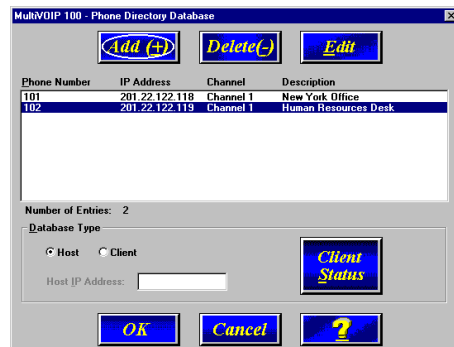 MultiVOIP 100 - Phone Directory Database
Add (+) Delete(-) Edit
Phone Number IP Address Channel Description
101 201.22.122.118 Channel 1 New York Office
102 201.22.122.119 Channel 1 Human Resources Desk
Number of Entries: 2
Database Type
Host Client
Host IP Address:
Client
Status
OK Cancel ?